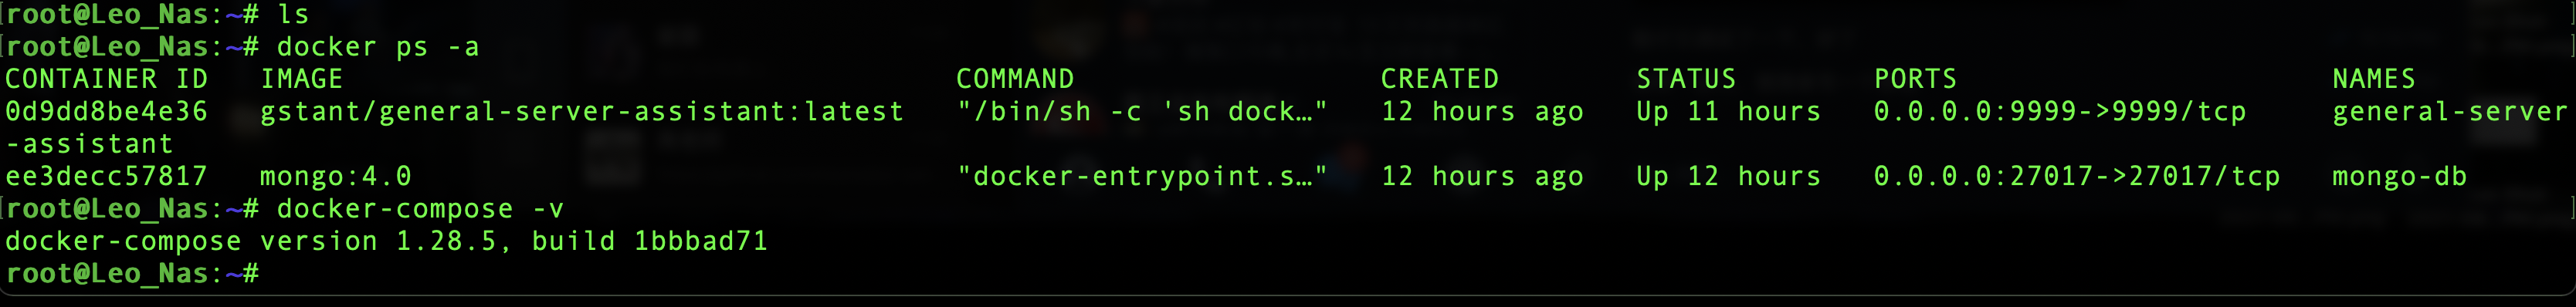 [root@Leo_Nas:~# ls ]
[root@Leo_Nas:~# docker ps -a ]
CONTAINER ID   IMAGE                                    COMMAND                  CREATED        STATUS        PORTS                      NAMES
0d9dd8be4e36   gstant/general-server-assistant:latest   "/bin/sh -c 'sh dock…"   12 hours ago   Up 11 hours   0.0.0.0:9999->9999/tcp     general-server
-assistant
ee3decc57817   mongo:4.0                                "docker-entrypoint.s…"   12 hours ago   Up 12 hours   0.0.0.0:27017->27017/tcp   mongo-db
[root@Leo_Nas:~# docker-compose -v ]
docker-compose version 1.28.5, build 1bbbad71
root@Leo_Nas:~#